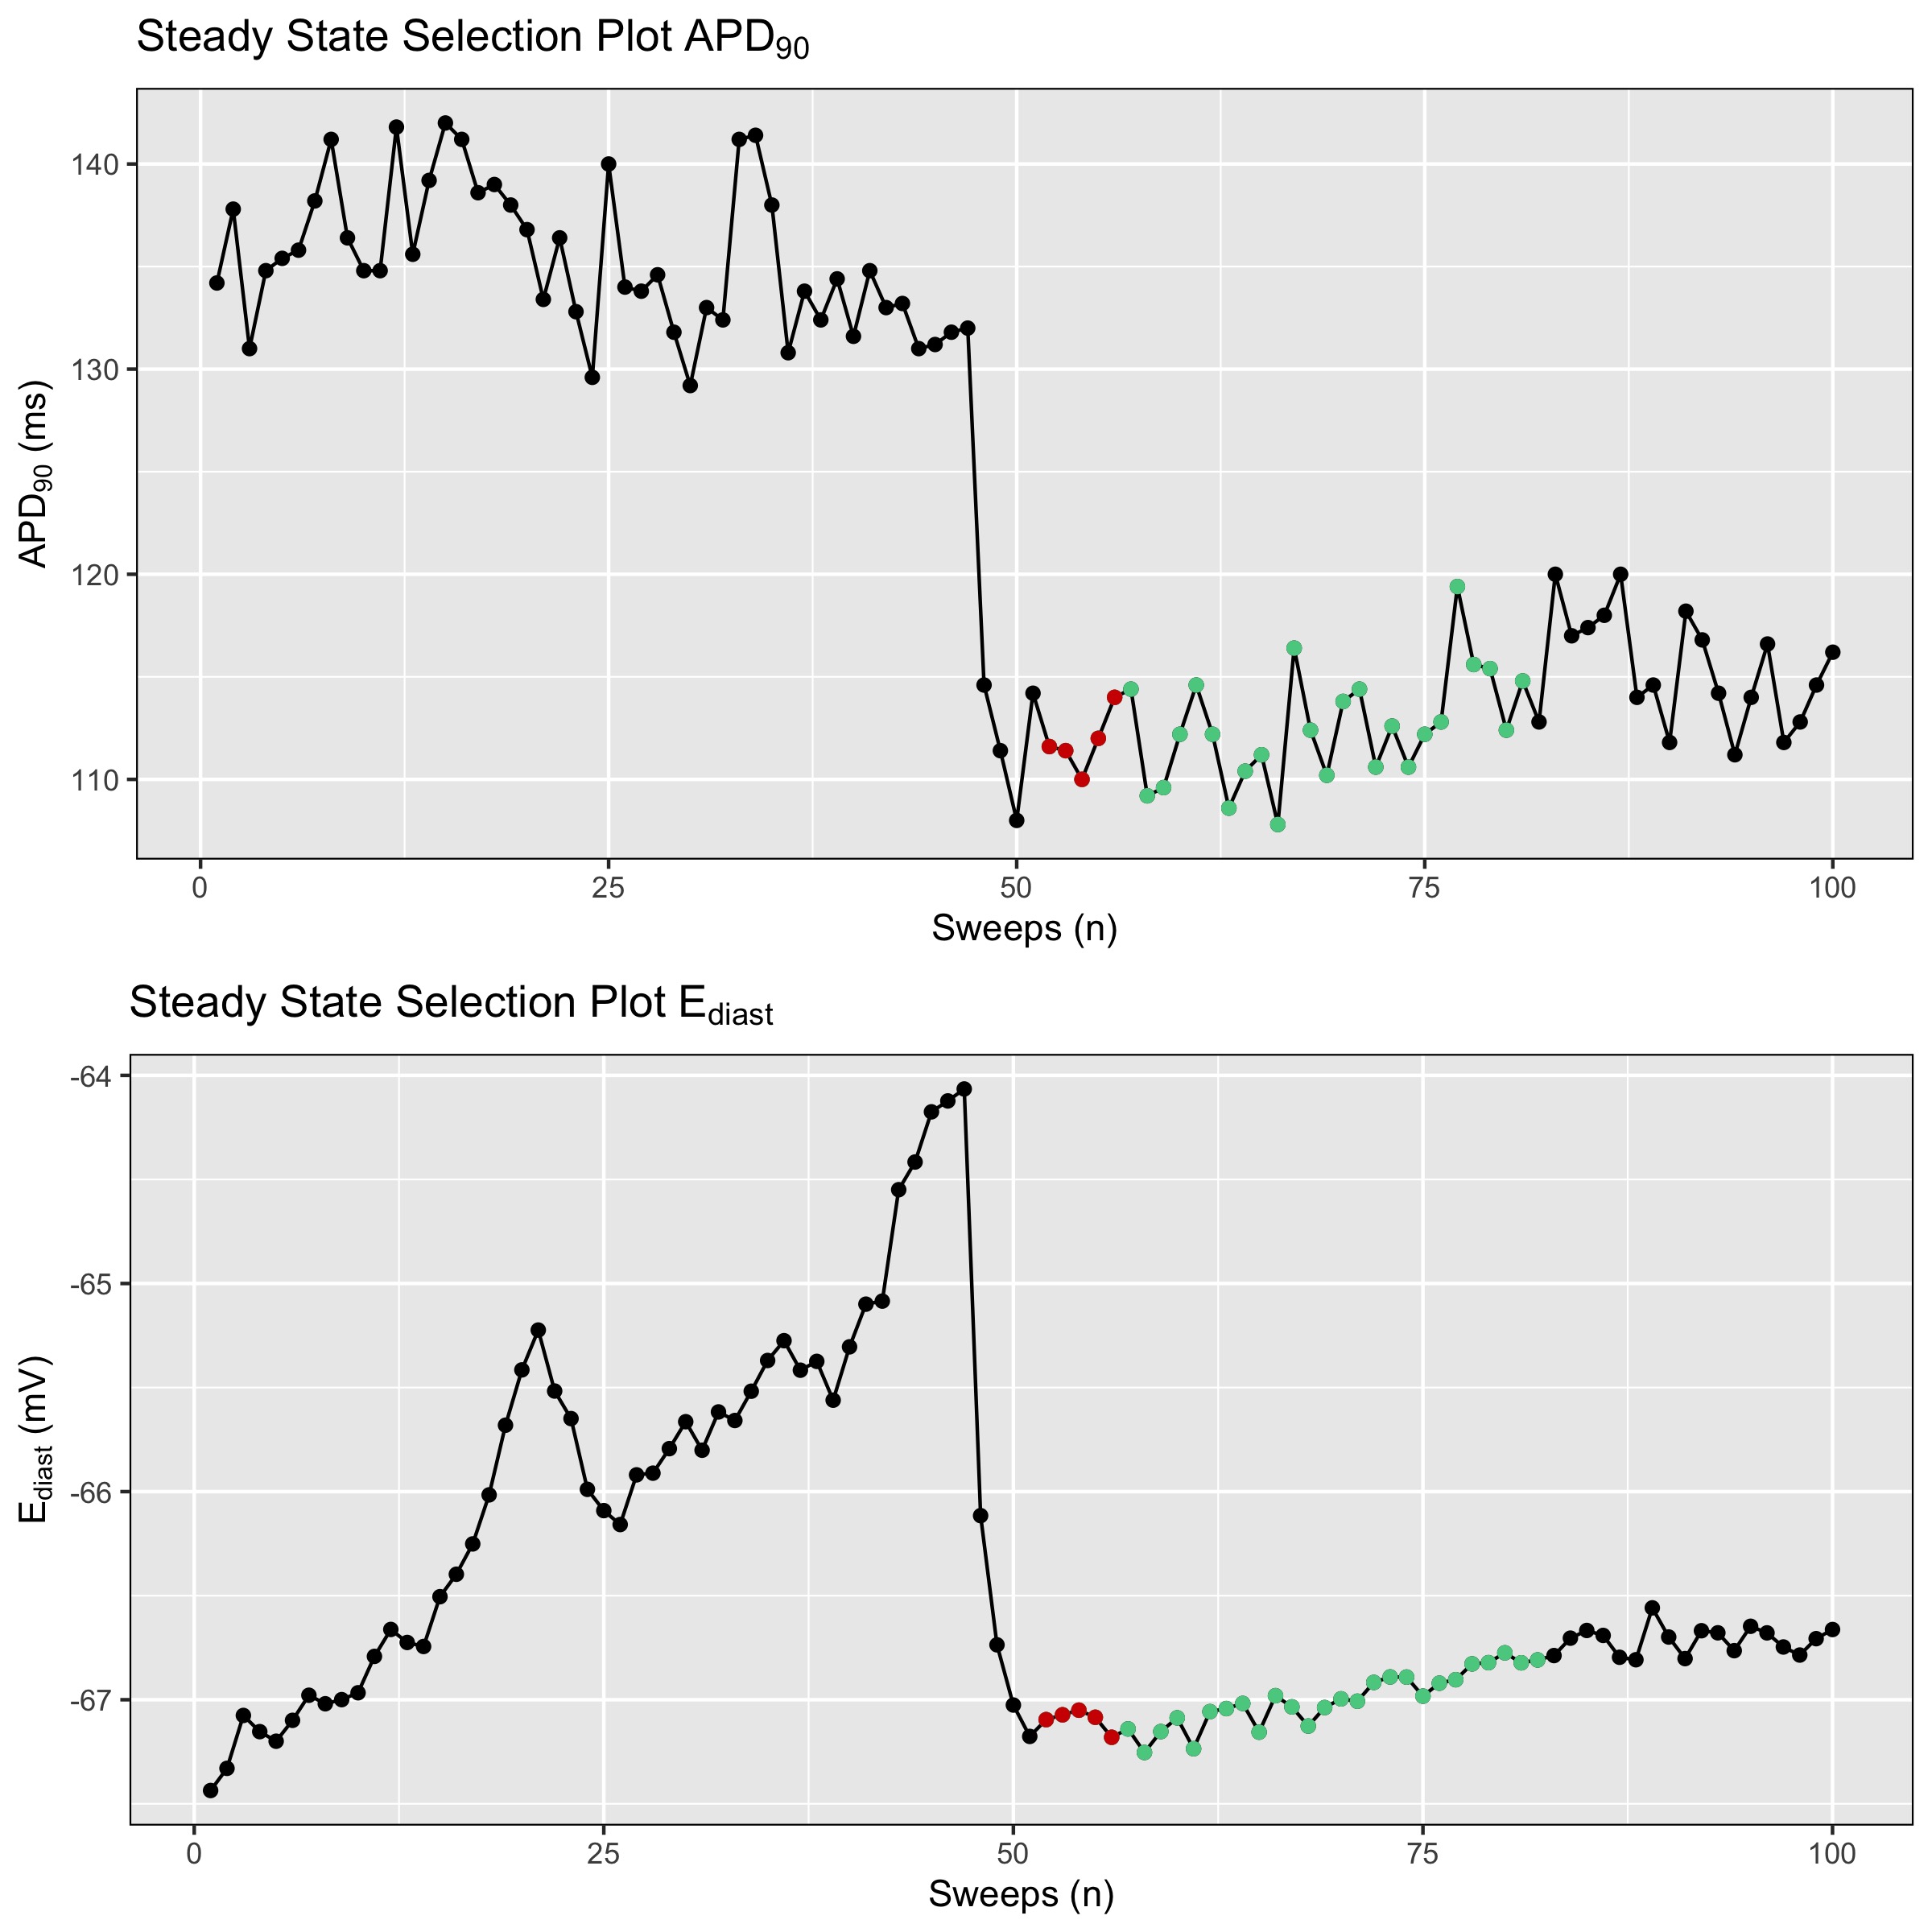 Steady State Selection Plot APD90
140
130
120
110
APD90 (ms)
0 25 50 75 100
Sweeps (n)
Steady State Selection Plot Ediast
-64
-65
-66
-67
Ediast (mV)
0 25 50 75 100
Sweeps (n)